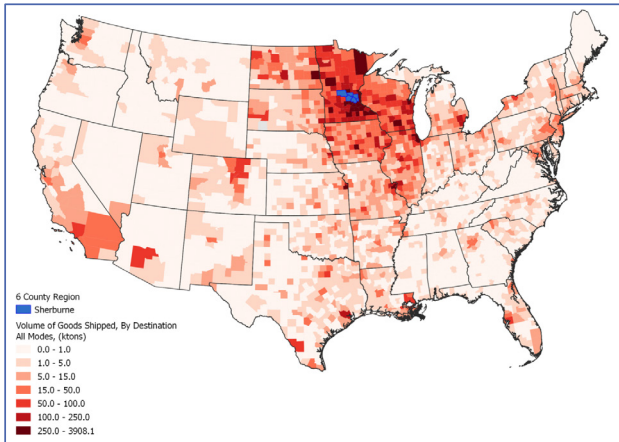 6 County Region
Sherburne
Volume of Goods Shipped, By Destination
All Modes, (ktons)
0.0 - 1.0
1.0 - 5.0
5.0 - 15.0
15.0 - 50.0
50.0 - 100.0
100.0 - 250.0
250.0 - 3908.1